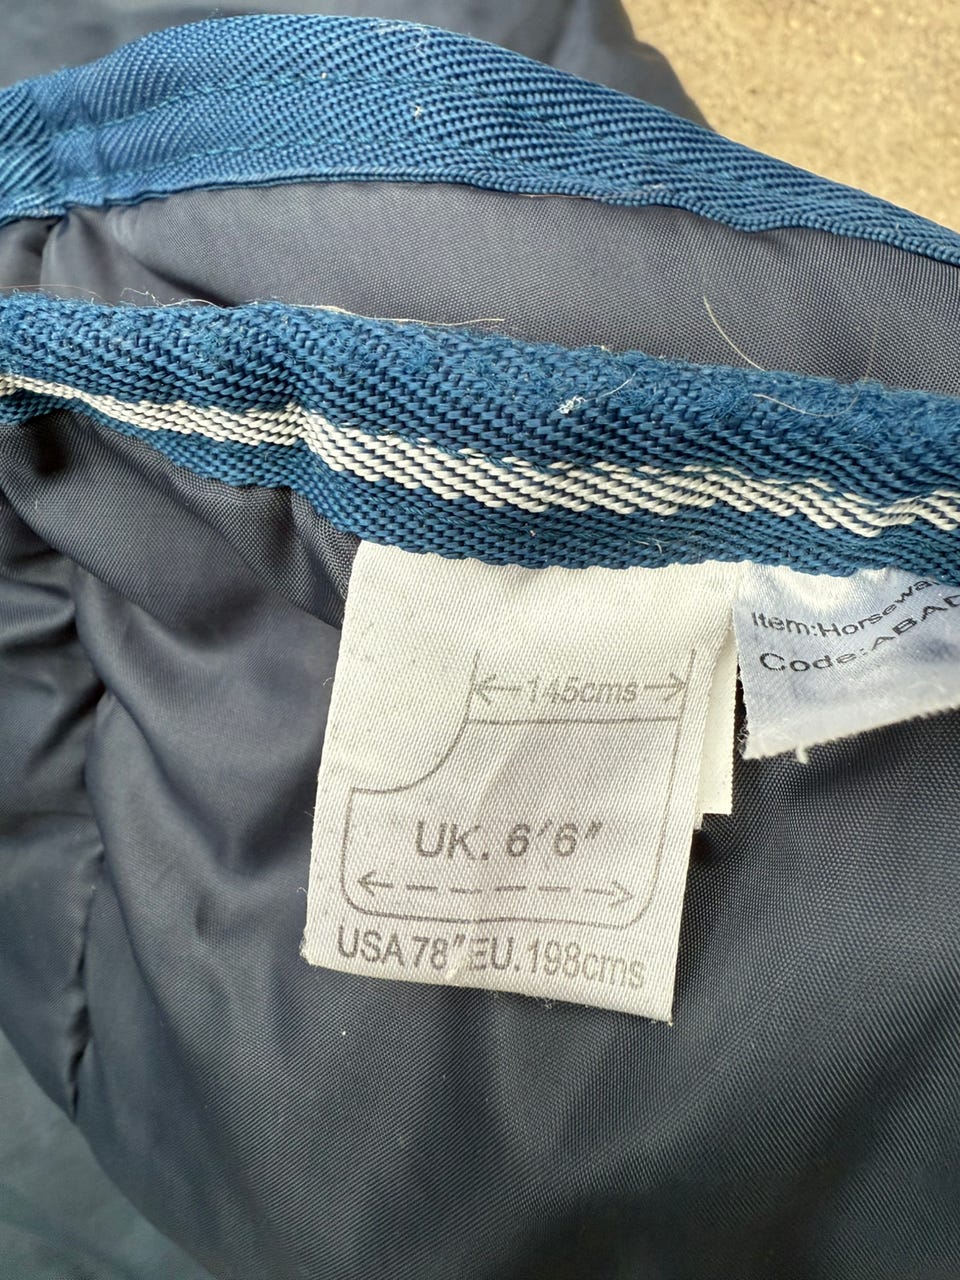 145cms
UK. 6'6"
USA 78" EU. 198cms
Item:Horsewa
Code:ABAD